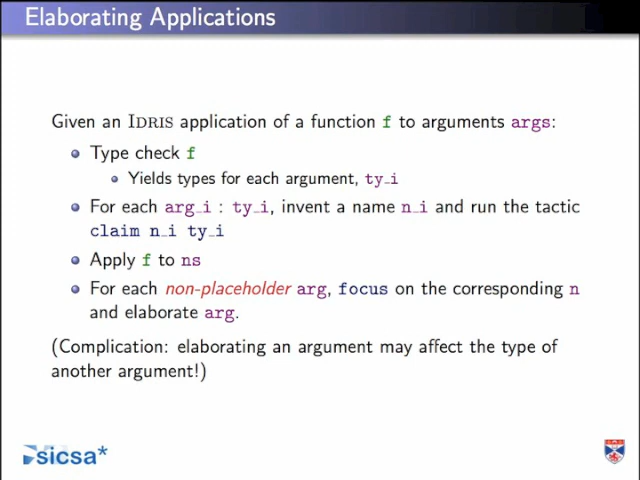 Elaborating Applications
Given an IDRIS application of a function f to arguments args:
Type check f
Yields types for each argument, ty_i
For each arg_i : ty_i, invent a name n_i and run the tactic
claim n_i ty_i
Apply f to ns
For each non-placeholder arg, focus on the corresponding n
and elaborate arg.
(Complication: elaborating an argument may affect the type of
another argument!)
sicsa*